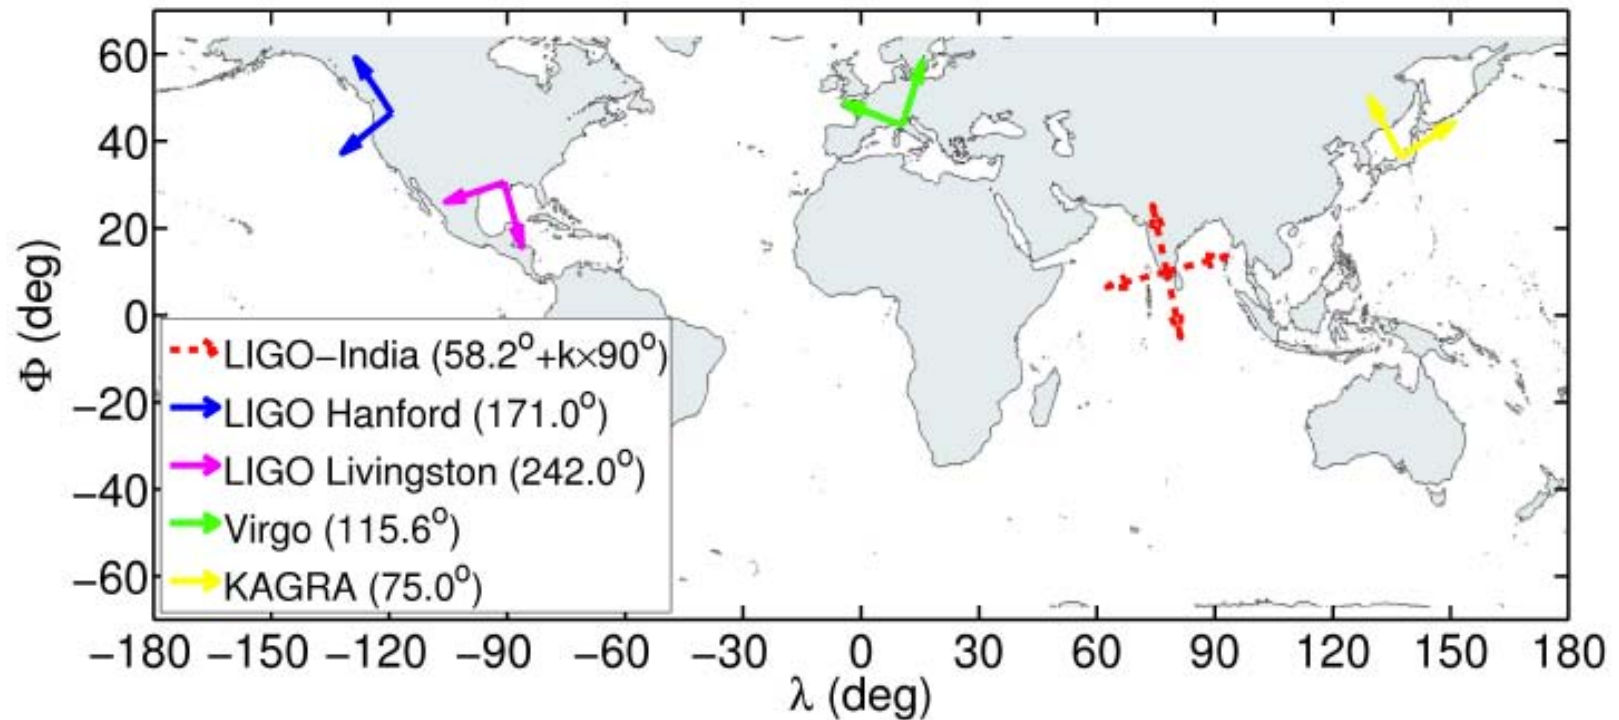 Φ (deg)
60
40
20
0
−20
−40
−60
LIGO−India (58.2°+k×90°)
LIGO Hanford (171.0°)
LIGO Livingston (242.0°)
Virgo (115.6°)
KAGRA (75.0°)
−180 −150 −120 −90 −60 −30 0 30 60 90 120 150 180
λ (deg)